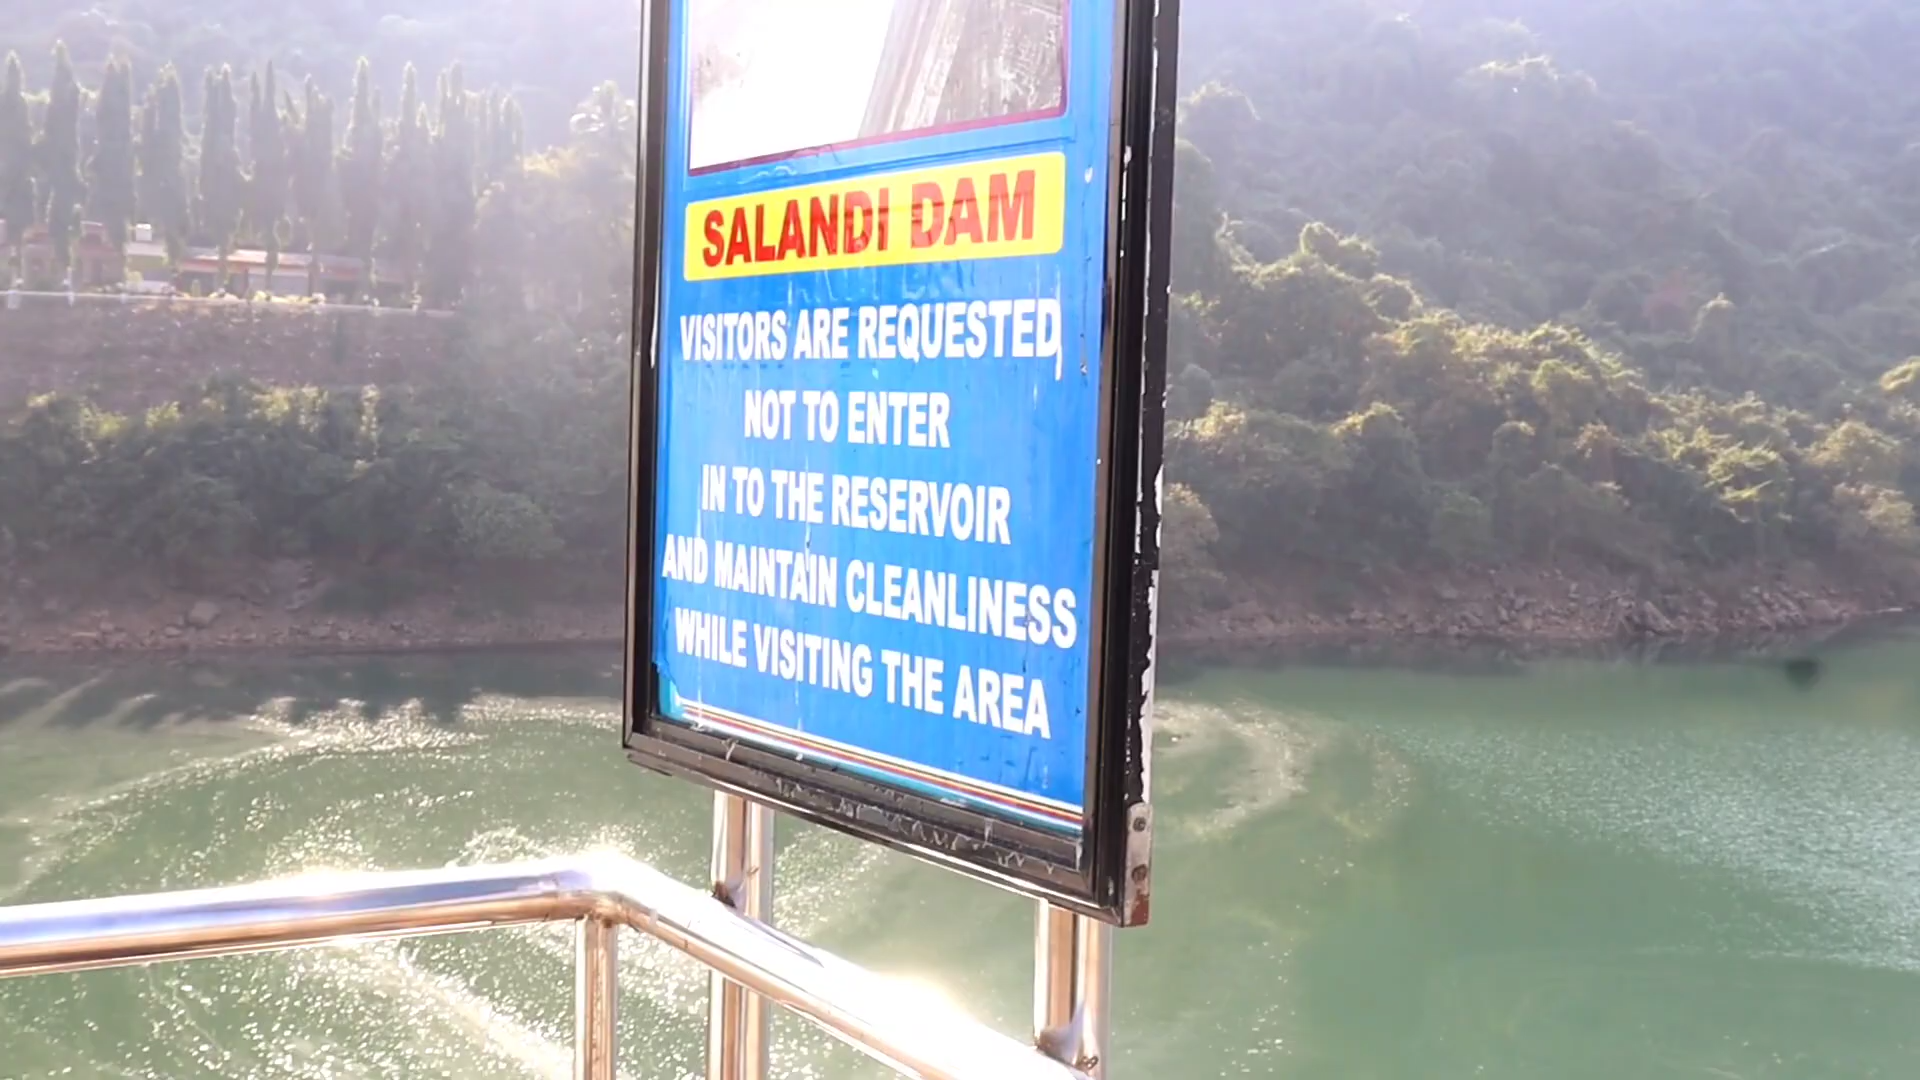 SALANDI DAM
VISITORS ARE REQUESTED
NOT TO ENTER
IN TO THE RESERVOIR
AND MAINTAIN CLEANLINESS
WHILE VISITING THE AREA